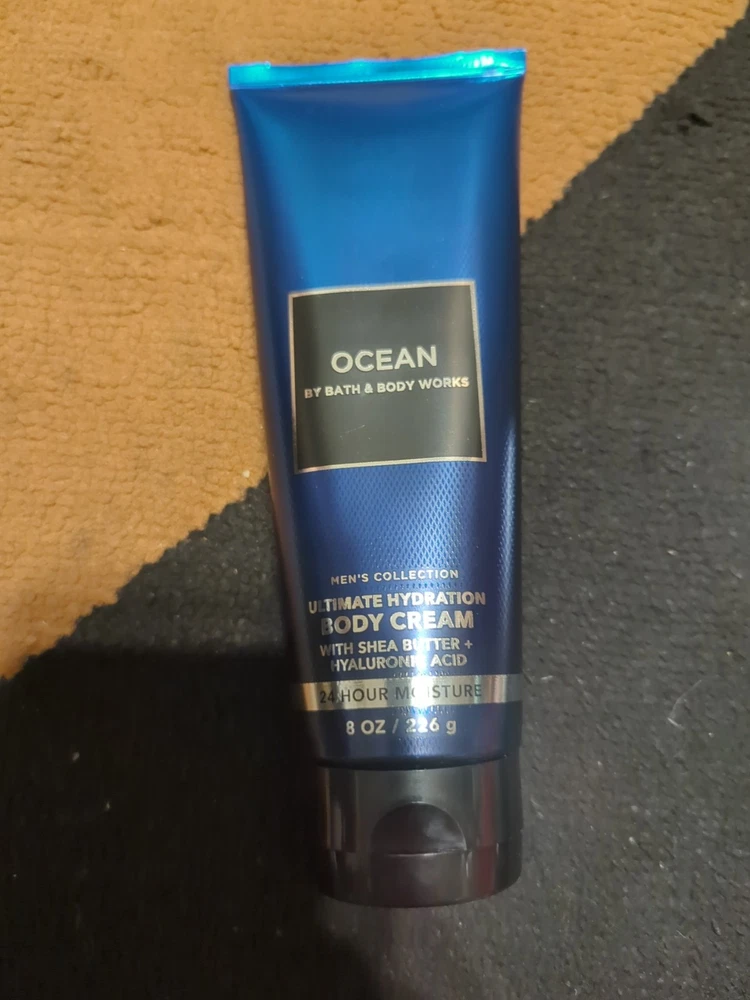 OCEAN
BY BATH & BODY WORKS
MEN'S COLLECTION
ULTIMATE HYDRATION
BODY CREAM
WITH SHEA BUTTER +
HYALURONIC ACID
24 HOUR MOISTURE
8 OZ / 226 g